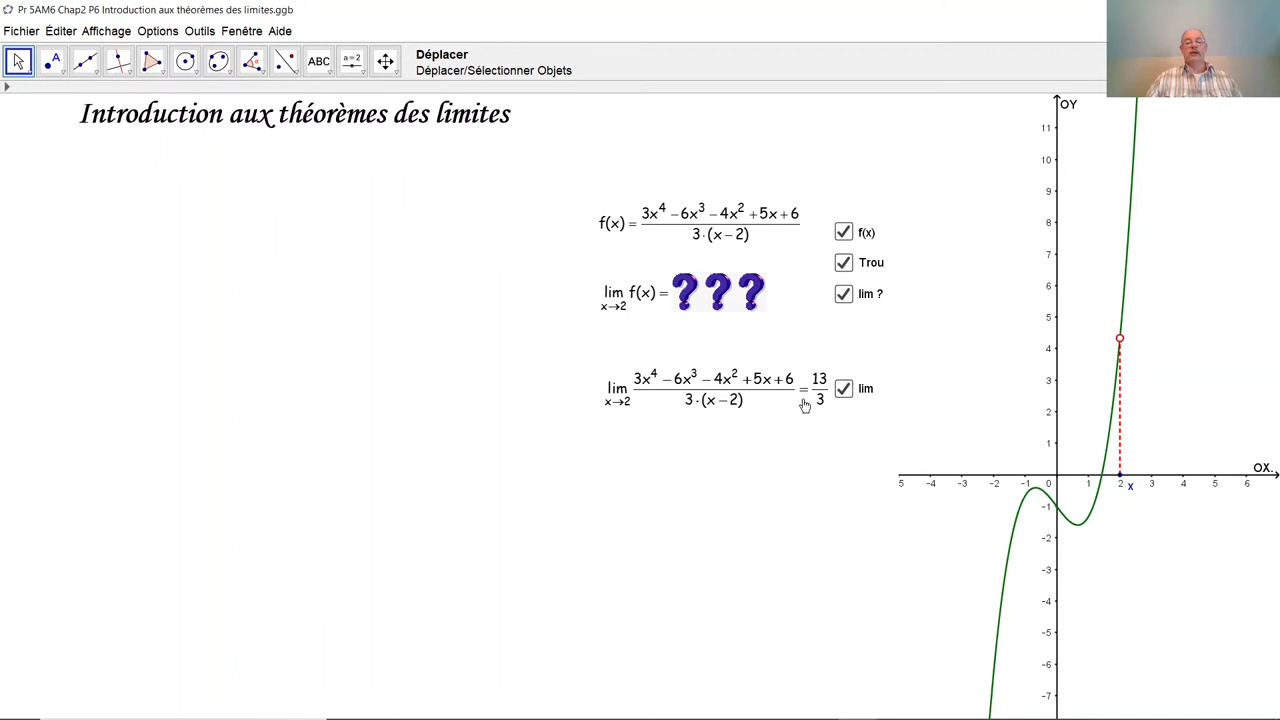 Pr 5AM6 Chap2 P6 Introduction aux théorèmes des limites.ggb
Fichier Éditer Affichage Options Outils Fenêtre Aide
A ABC a=2
Déplacer
Déplacer/Sélectionner Objets
Introduction aux théorèmes des limites
f(x) = (3x⁴ − 6x³ − 4x² + 5x + 6) / (3·(x − 2))
f(x)
Trou
lim x→2 f(x) = ???
lim ?
lim x→2 (3x⁴ − 6x³ − 4x² + 5x + 6) / (3·(x − 2)) = 13/3
lim
OY
11
10
9
8
7
6
5
4
3
2
1
OX.
5 -4 -3 -2 -1 0 1 2 3 4 5 6
x
-1
-2
-3
-4
-5
-6
-7